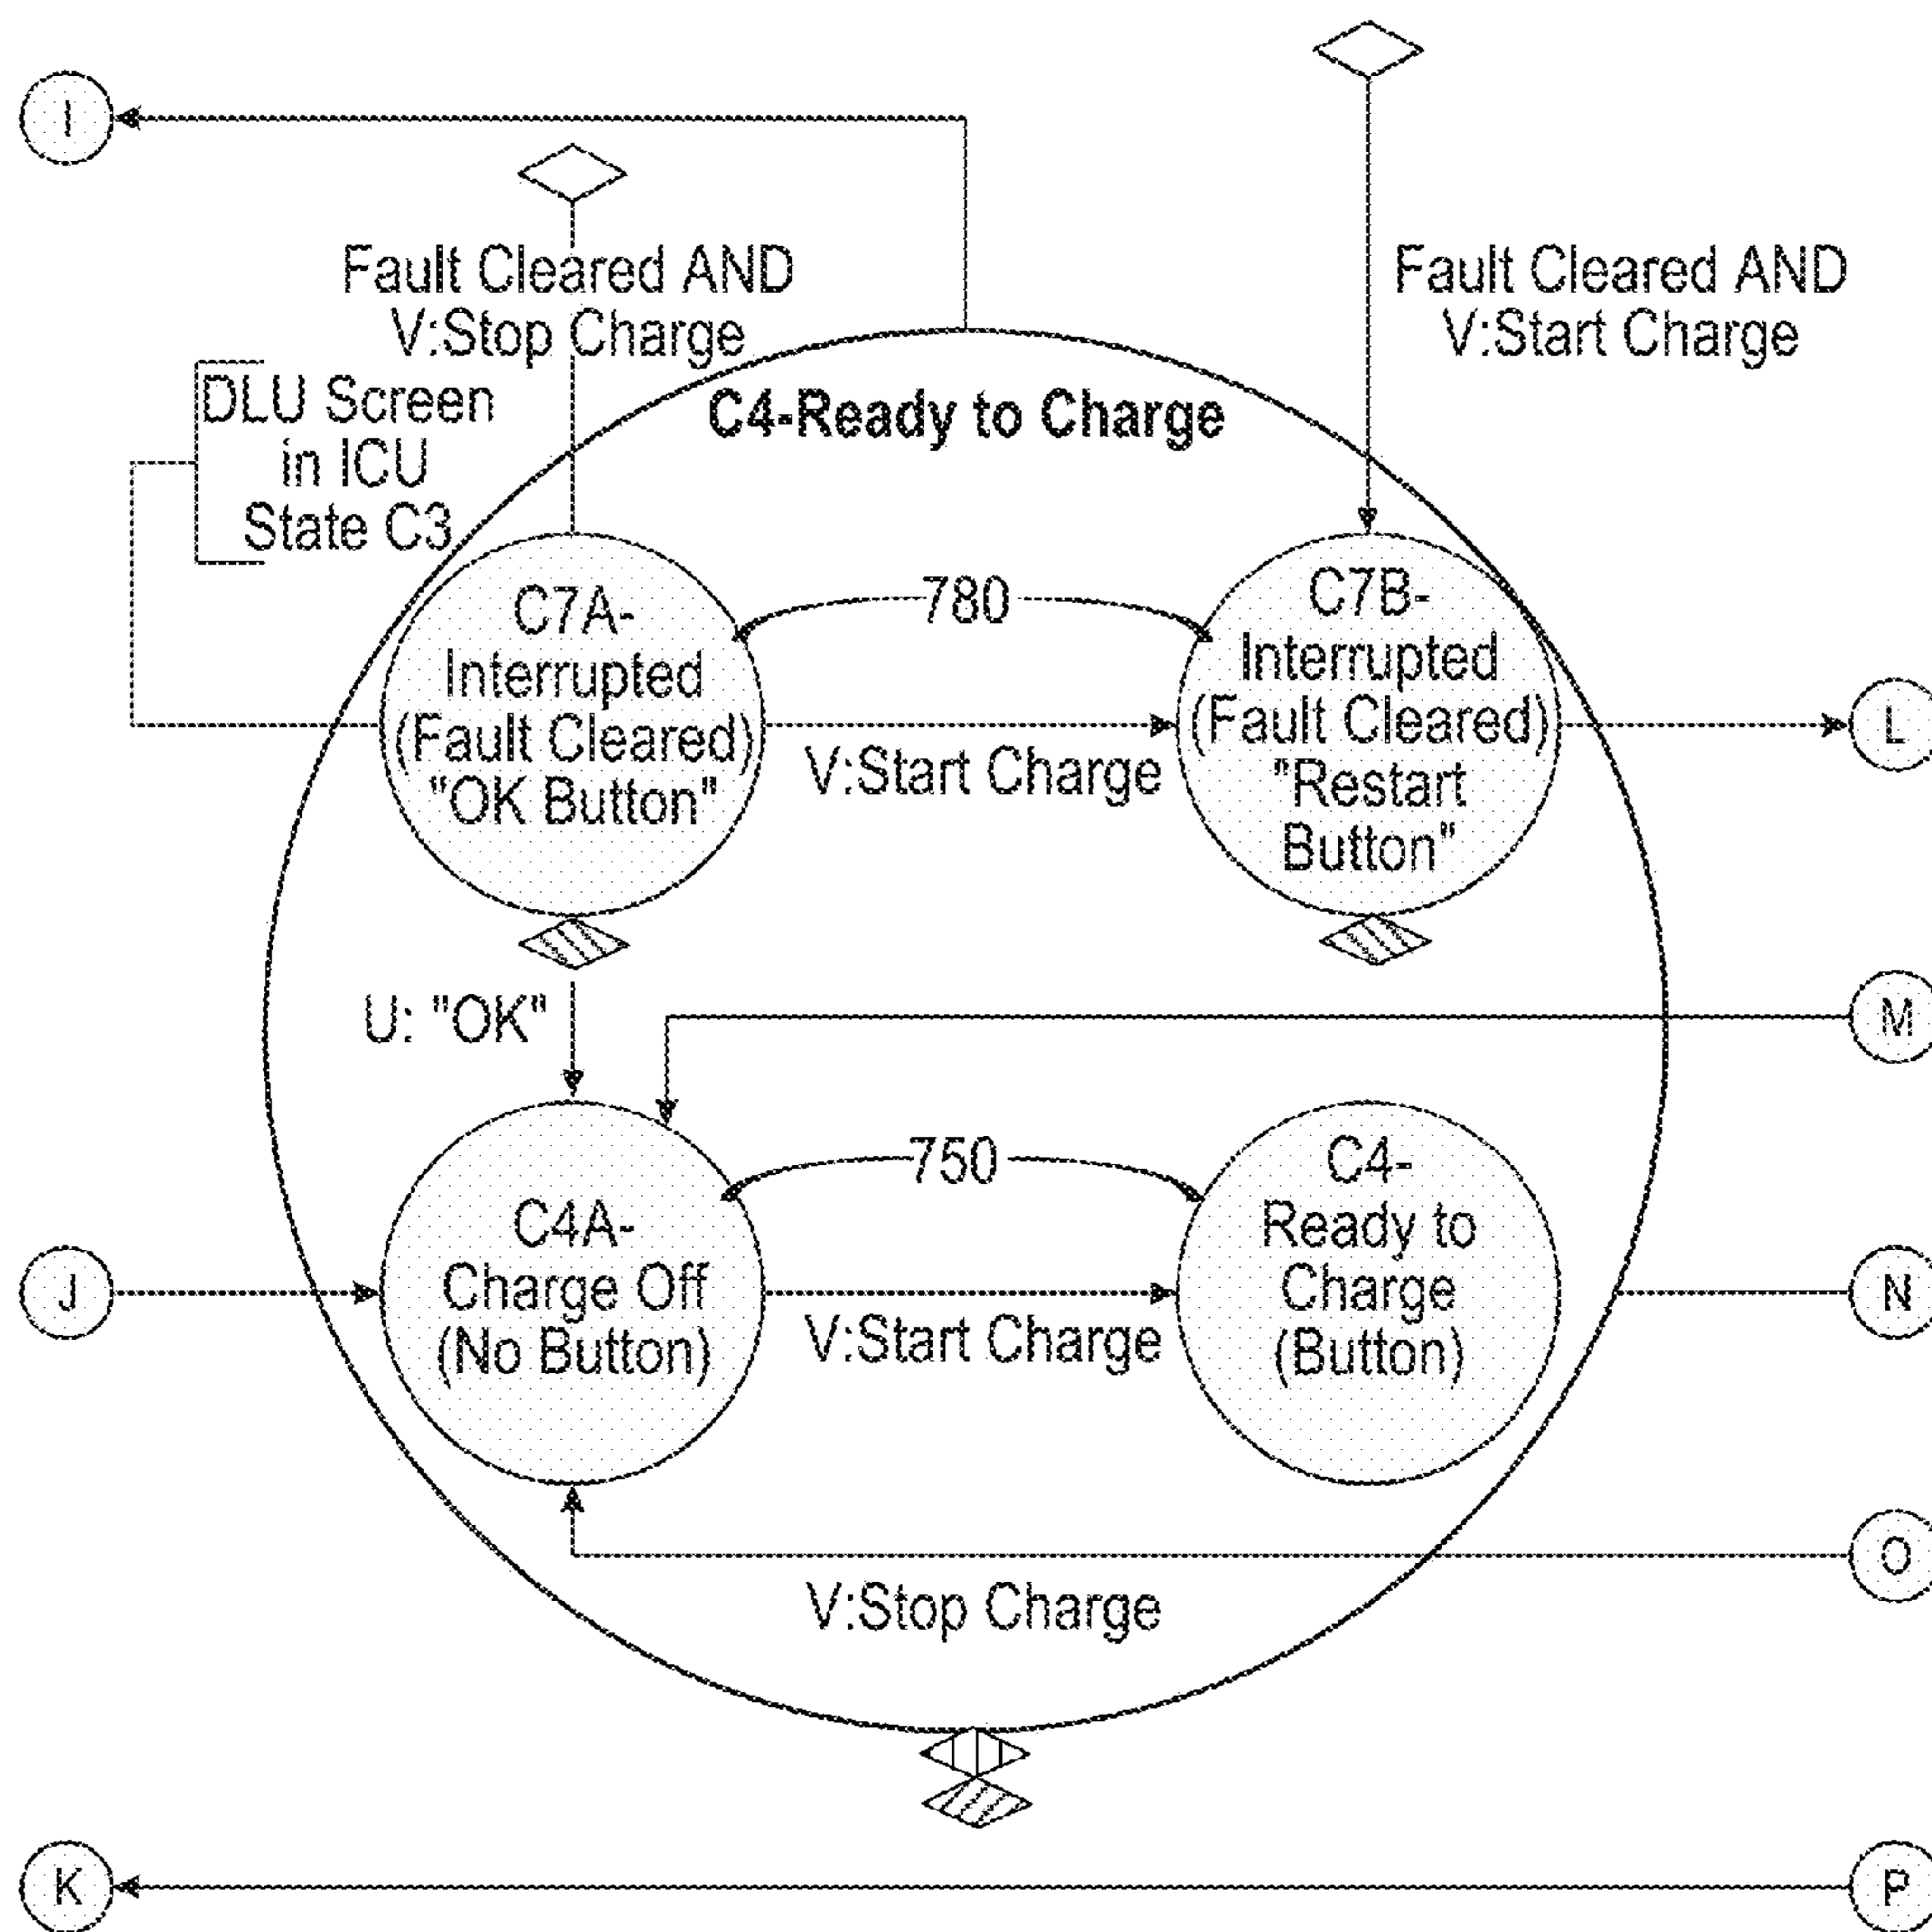 I
Fault Cleared AND
V:Stop Charge
Fault Cleared AND
V:Start Charge
DLU Screen
in ICU
State C3
C4-Ready to Charge
C7A-
Interrupted
(Fault Cleared)
"OK Button"
780
C7B-
Interrupted
(Fault Cleared)
"Restart
Button"
V:Start Charge
L
U: "OK"
M
J
C4A-
Charge Off
(No Button)
750
C4-
Ready to
Charge
(Button)
V:Start Charge
N
V:Stop Charge
O
K
P